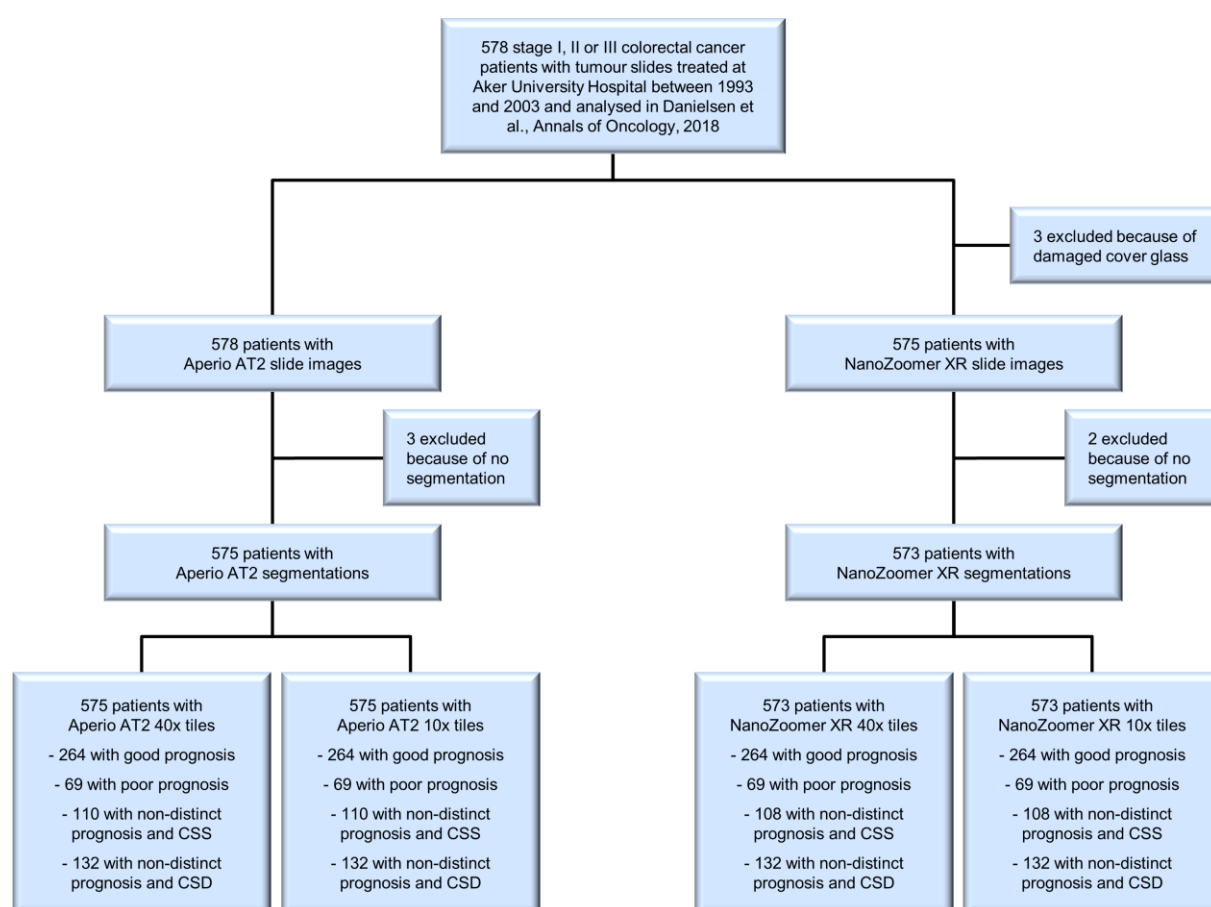 578 stage I, II or III colorectal cancer
patients with tumour slides treated at
Aker University Hospital between 1993
and 2003 and analysed in Danielsen et
al., Annals of Oncology, 2018
3 excluded because of
damaged cover glass
578 patients with
Aperio AT2 slide images
575 patients with
NanoZoomer XR slide images
3 excluded
because of no
segmentation
2 excluded
because of no
segmentation
575 patients with
Aperio AT2 segmentations
573 patients with
NanoZoomer XR segmentations
575 patients with
Aperio AT2 40x tiles
- 264 with good prognosis
- 69 with poor prognosis
- 110 with non-distinct
prognosis and CSS
- 132 with non-distinct
prognosis and CSD
575 patients with
Aperio AT2 10x tiles
- 264 with good prognosis
- 69 with poor prognosis
- 110 with non-distinct
prognosis and CSS
- 132 with non-distinct
prognosis and CSD
573 patients with
NanoZoomer XR 40x tiles
- 264 with good prognosis
- 69 with poor prognosis
- 108 with non-distinct
prognosis and CSS
- 132 with non-distinct
prognosis and CSD
573 patients with
NanoZoomer XR 10x tiles
- 264 with good prognosis
- 69 with poor prognosis
- 108 with non-distinct
prognosis and CSS
- 132 with non-distinct
prognosis and CSD